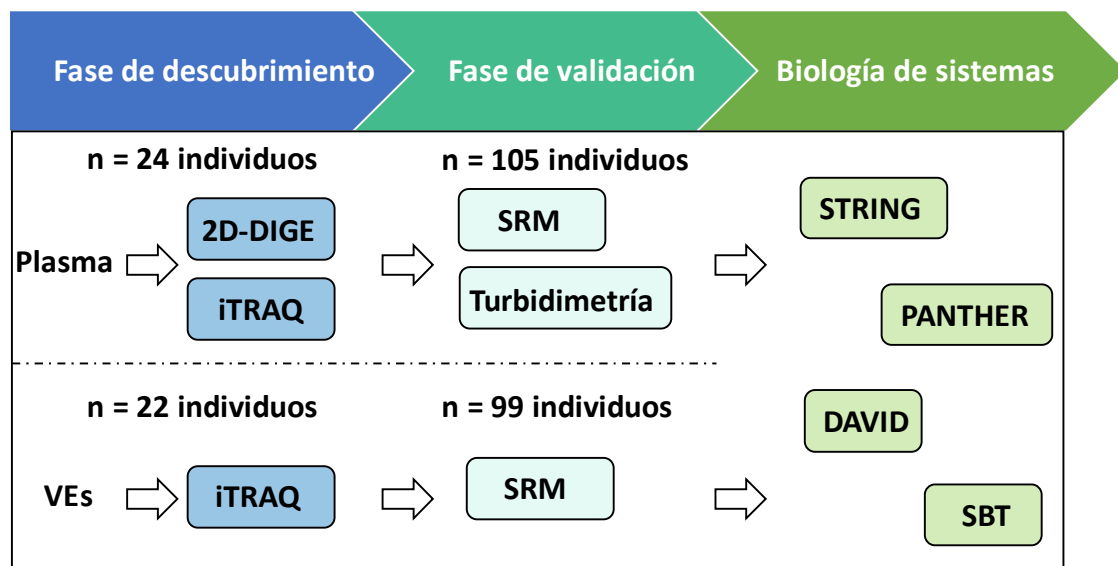 Fase de descubrimiento
Fase de validación
Biología de sistemas
n = 24 individuos
n = 105 individuos
Plasma
2D-DIGE
iTRAQ
SRM
Turbidimetría
STRING
PANTHER
n = 22 individuos
n = 99 individuos
VEs
iTRAQ
SRM
DAVID
SBT